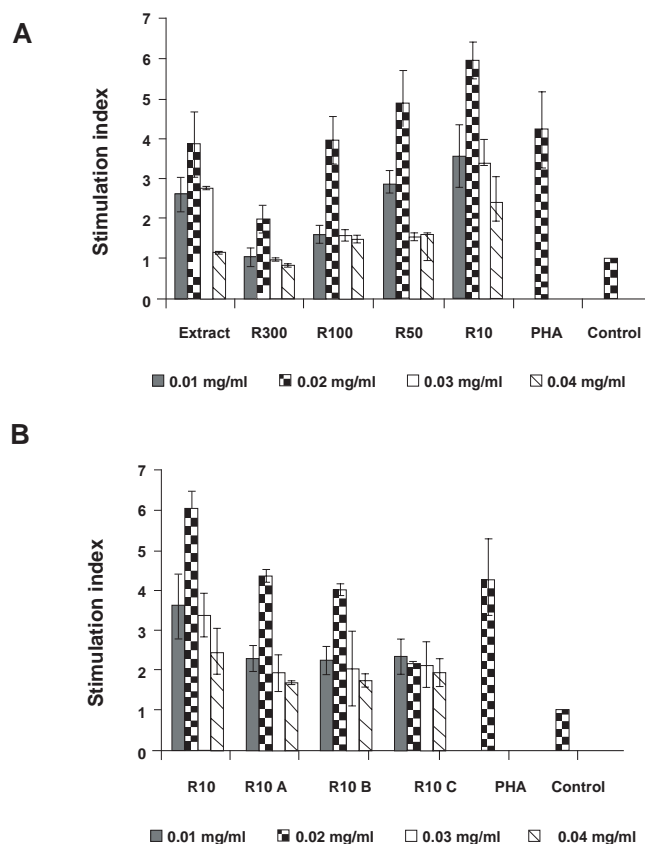 A
Stimulation index
7
6
5
4
3
2
1
0
Extract R300 R100 R50 R10 PHA Control
0.01 mg/ml 0.02 mg/ml 0.03 mg/ml 0.04 mg/ml
B
Stimulation index
7
6
5
4
3
2
1
0
R10 R10 A R10 B R10 C PHA Control
0.01 mg/ml 0.02 mg/ml 0.03 mg/ml 0.04 mg/ml